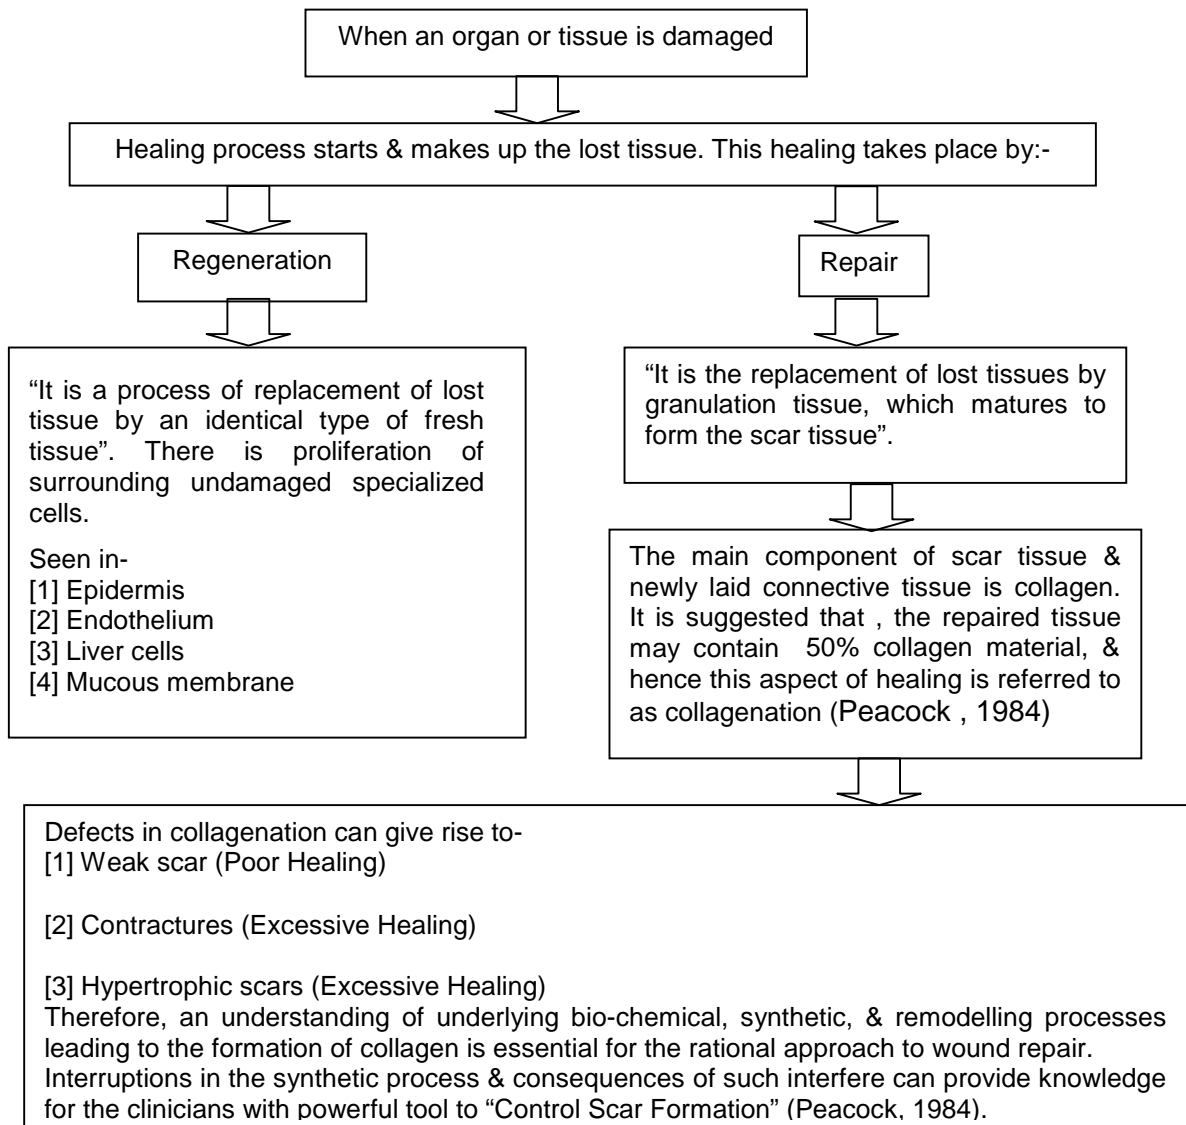 When an organ or tissue is damaged
Healing process starts & makes up the lost tissue. This healing takes place by:-
Regeneration
Repair
“It is a process of replacement of lost
tissue by an identical type of fresh
tissue”. There is proliferation of
surrounding undamaged specialized
cells.
Seen in-
[1] Epidermis
[2] Endothelium
[3] Liver cells
[4] Mucous membrane
“It is the replacement of lost tissues by
granulation tissue, which matures to
form the scar tissue”.
The main component of scar tissue &
newly laid connective tissue is collagen.
It is suggested that , the repaired tissue
may contain 50% collagen material, &
hence this aspect of healing is referred to
as collagenation (Peacock , 1984)
Defects in collagenation can give rise to-
[1] Weak scar (Poor Healing)
[2] Contractures (Excessive Healing)
[3] Hypertrophic scars (Excessive Healing)
Therefore, an understanding of underlying bio-chemical, synthetic, & remodelling processes
leading to the formation of collagen is essential for the rational approach to wound repair.
Interruptions in the synthetic process & consequences of such interfere can provide knowledge
for the clinicians with powerful tool to “Control Scar Formation” (Peacock, 1984).